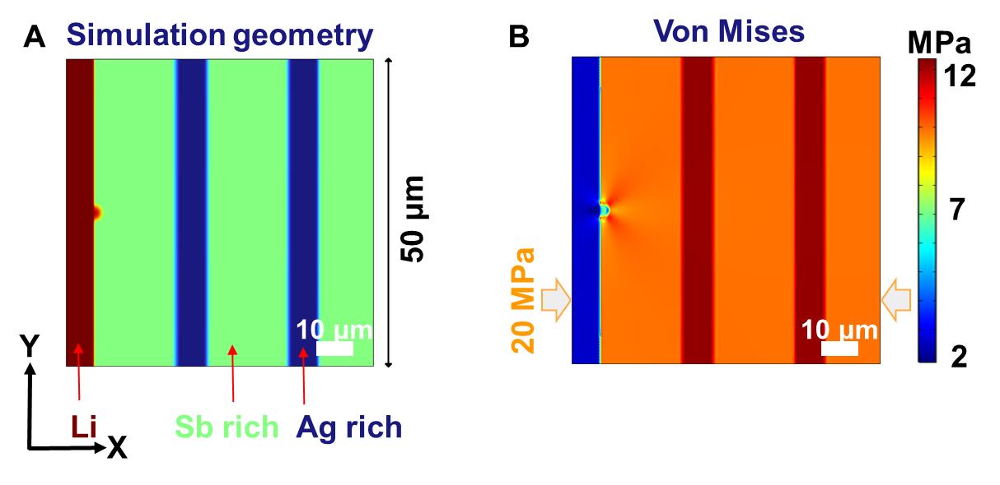 A
Simulation geometry
50 µm
10 µm
Y
X
Li
Sb rich
Ag rich
B
Von Mises
MPa
12
7
2
20 MPa
10 µm